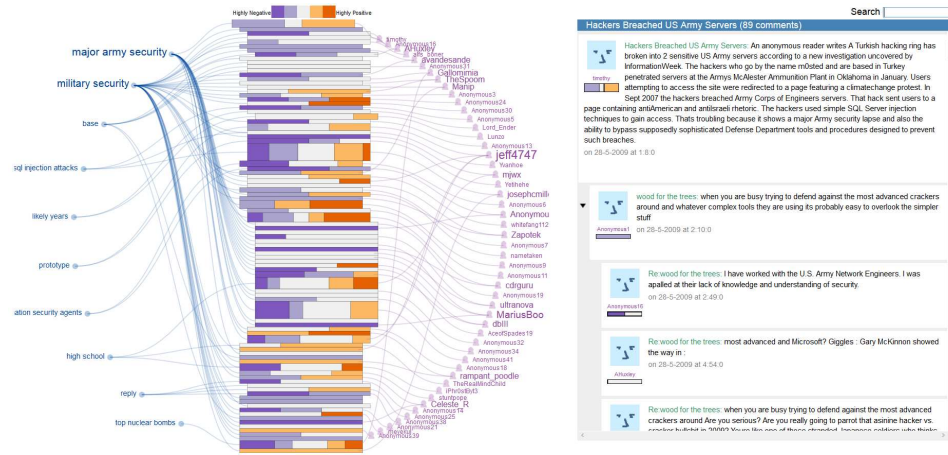 Highly Negative
Highly Positive
major army security
military security
base
sql injection attacks
likely years
prototype
ation security agents
high school
reply
top nuclear bombs
timothy
Anonymous16
AHuxley
avandesande
Anonymous31
Gallomimia
TheSpoom
Manip
Anonymous3
Anonymous24
Anonymous30
Anonymous5
Lord_Ender
Lunzo
Anonymous13
jeff4747
Yvanhoe
mjwx
Yetihehe
josephcmill
Anonymous6
Anonymou
whitefang112
Zapotek
Anonymous7
nametaken
Anonymous9
Anonymous11
cdrguru
Anonymous19
ultranova
MariusBoo
dbIII
AceofSpades19
Anonymous32
Anonymous34
Anonymous41
Anonymous18
rampant_poodle
TheRealMindChild
iPhr0stByt3
stuntpope
Celeste R
Anonymous14
Anonymous25
Anonymous38
Anonymous21
Anonymous39
Search
Hackers Breached US Army Servers (89 comments)
Hackers Breached US Army Servers: An anonymous reader writes A Turkish hacking ring has
broken into 2 sensitive US Army servers according to a new investigation uncovered by
InformationWeek. The hackers who go by the name m0sted and are based in Turkey
penetrated servers at the Armys McAlester Ammunition Plant in Oklahoma in January. Users
attempting to access the site were redirected to a page featuring a climatechange protest. In
Sept 2007 the hackers breached Army Corps of Engineers servers. That hack sent users to a
page containing antiAmerican and antiIsraeli rhetoric. The hackers used simple SQL Server injection
techniques to gain access. Thats troubling because it shows a major Army security lapse and also the
ability to bypass supposedly sophisticated Defense Department tools and procedures designed to prevent
such breaches.
on 28-5-2009 at 1:8:0
timothy
wood for the trees: when you are busy trying to defend against the most advanced crackers
around and whatever complex tools they are using its probably easy to overlook the simpler
stuff
on 28-5-2009 at 2:10:0
Anonymous1
Re:wood for the trees: I have worked with the U.S. Army Network Engineers. I was
apalled at their lack of knowledge and understanding of security.
on 28-5-2009 at 2:49:0
Anonymous16
Re:wood for the trees: most advanced and Microsoft? Giggles : Gary McKinnon showed
the way in :
on 28-5-2009 at 4:54:0
AHuxley
Re:wood for the trees: when you are busy trying to defend against the most advanced
crackers around Are you serious? Are you really going to parrot that asinine hacker vs.